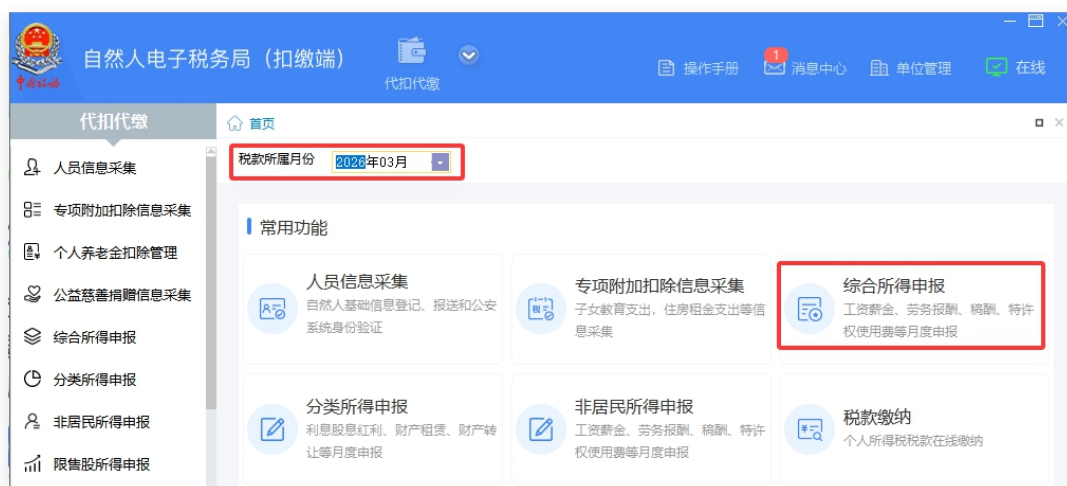 自然人电子税务局（扣缴端）
代扣代缴
操作手册
1
消息中心
单位管理
在线
中国税务
代扣代缴
首页
人员信息采集
专项附加扣除信息采集
个人养老金扣除管理
公益慈善捐赠信息采集
综合所得申报
分类所得申报
非居民所得申报
限售股所得申报
税款所属月份
2026年03月
常用功能
人员信息采集
自然人基础信息登记、报送和公安
系统身份验证
专项附加扣除信息采集
子女教育支出，住房租金支出等信
息采集
综合所得申报
工资薪金、劳务报酬、稿酬、特许
权使用费等月度申报
分类所得申报
利息股息红利、财产租赁、财产转
让等月度申报
非居民所得申报
工资薪金、劳务报酬、稿酬、特许
权使用费等月度申报
税款缴纳
个人所得税税款在线缴纳